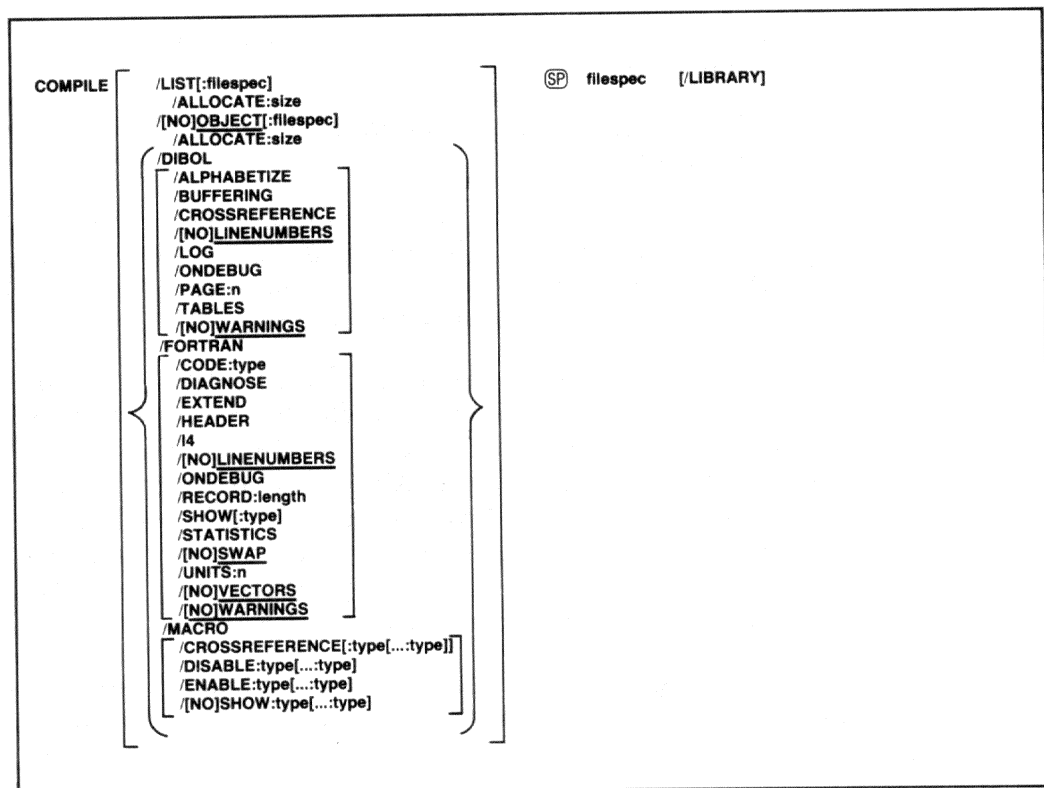 COMPILE /LIST[:filespec] SP filespec [/LIBRARY]
/ALLOCATE:size
/[NO]OBJECT[:filespec]
/ALLOCATE:size
/DIBOL
/ALPHABETIZE
/BUFFERING
/CROSSREFERENCE
/[NO]LINENUMBERS
/LOG
/ONDEBUG
/PAGE:n
/TABLES
/[NO]WARNINGS
/FORTRAN
/CODE:type
/DIAGNOSE
/EXTEND
/HEADER
/I4
/[NO]LINENUMBERS
/ONDEBUG
/RECORD:length
/SHOW[:type]
/STATISTICS
/[NO]SWAP
/UNITS:n
/[NO]VECTORS
/[NO]WARNINGS
/MACRO
/CROSSREFERENCE[:type[...:type]]
/DISABLE:type[...:type]
/ENABLE:type[...:type]
/[NO]SHOW:type[...:type]